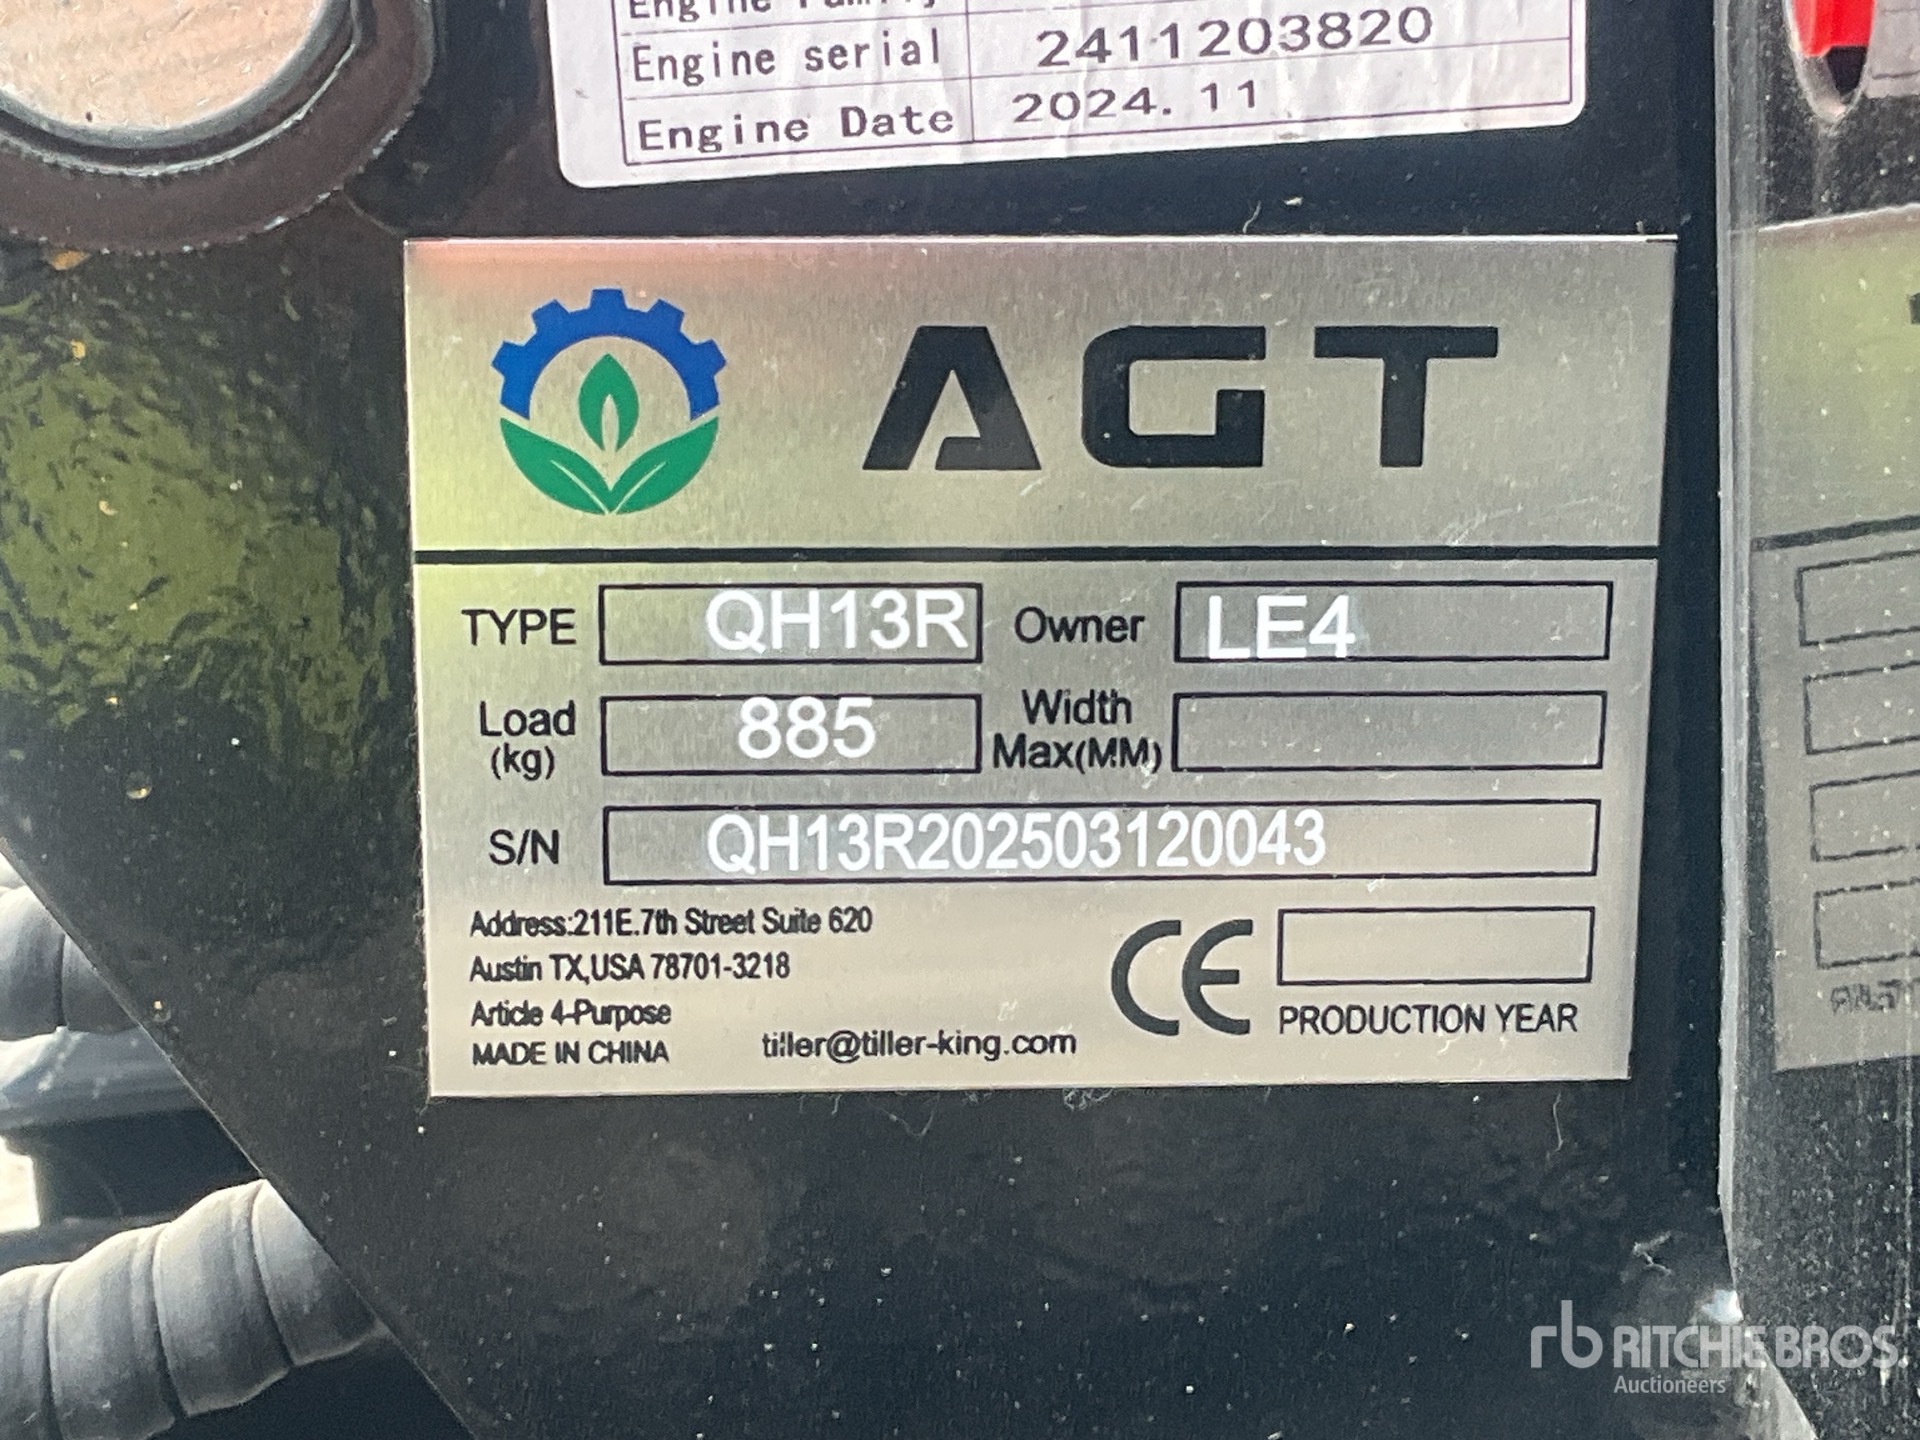 Engine serial 2411203820
Engine Date 2024.11
AGT
TYPE QH13R Owner LE4
Load (kg) 885 Width Max(MM)
S/N QH13R202503120043
Address:211E.7th Street Suite 620
Austin TX,USA 78701-3218
Article 4-Purpose
MADE IN CHINA tiller@tiller-king.com
CE PRODUCTION YEAR
rb RITCHIE BROS.
Auctioneers